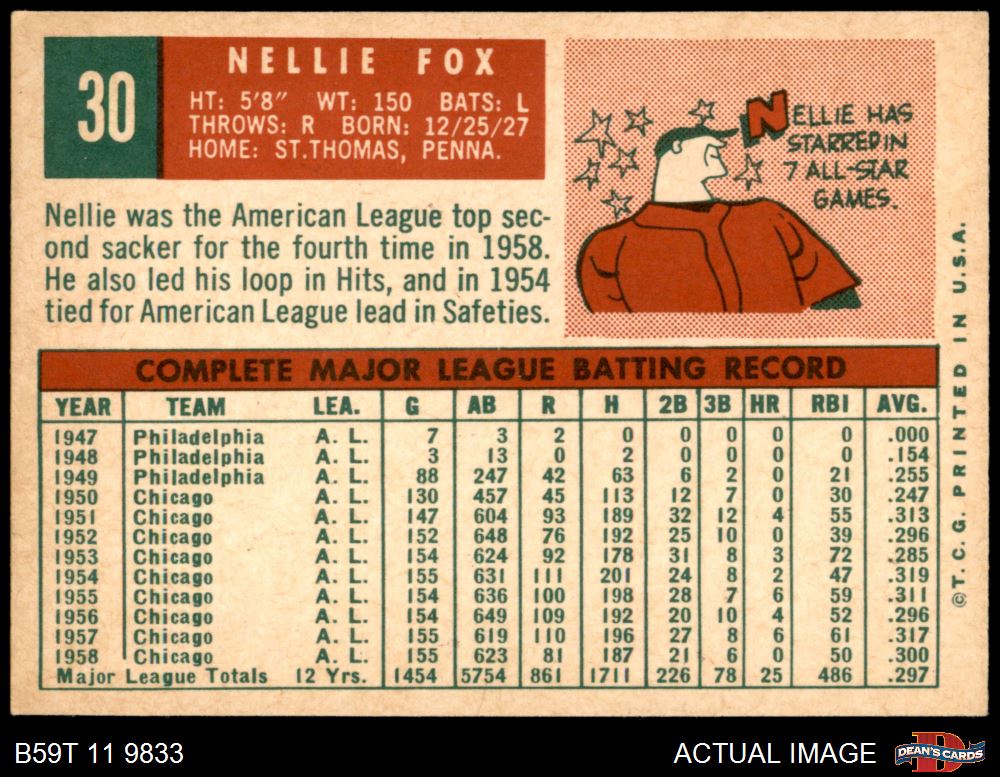 30
NELLIE FOX
HT: 5'8" WT: 150 BATS: L
THROWS: R BORN: 12/25/27
HOME: ST.THOMAS, PENNA.
NELLIE HAS
STARRED IN
7 ALL-STAR
GAMES.
Nellie was the American League top sec-
ond sacker for the fourth time in 1958.
He also led his loop in Hits, and in 1954
tied for American League lead in Safeties.
COMPLETE MAJOR LEAGUE BATTING RECORD
YEAR TEAM LEA. G AB R H 2B 3B HR RBI AVG.
1947 Philadelphia A. L. 7 3 2 0 0 0 0 0 .000
1948 Philadelphia A. L. 3 13 0 2 0 0 0 0 .154
1949 Philadelphia A. L. 88 247 42 63 6 2 0 21 .255
1950 Chicago A. L. 130 457 45 113 12 7 0 30 .247
1951 Chicago A. L. 147 604 93 189 32 12 4 55 .313
1952 Chicago A. L. 152 648 76 192 25 10 0 39 .296
1953 Chicago A. L. 154 624 92 178 31 8 3 72 .285
1954 Chicago A. L. 155 631 111 201 24 8 2 47 .319
1955 Chicago A. L. 154 636 100 198 28 7 6 59 .311
1956 Chicago A. L. 154 649 109 192 20 10 4 52 .296
1957 Chicago A. L. 155 619 110 196 27 8 6 61 .317
1958 Chicago A. L. 155 623 81 187 21 6 0 50 .300
Major League Totals 12 Yrs. 1454 5754 861 1711 226 78 25 486 .297
©T. C. G. PRINTED IN U.S.A.
B59T 11 9833
ACTUAL IMAGE
D
DEAN'S CARDS